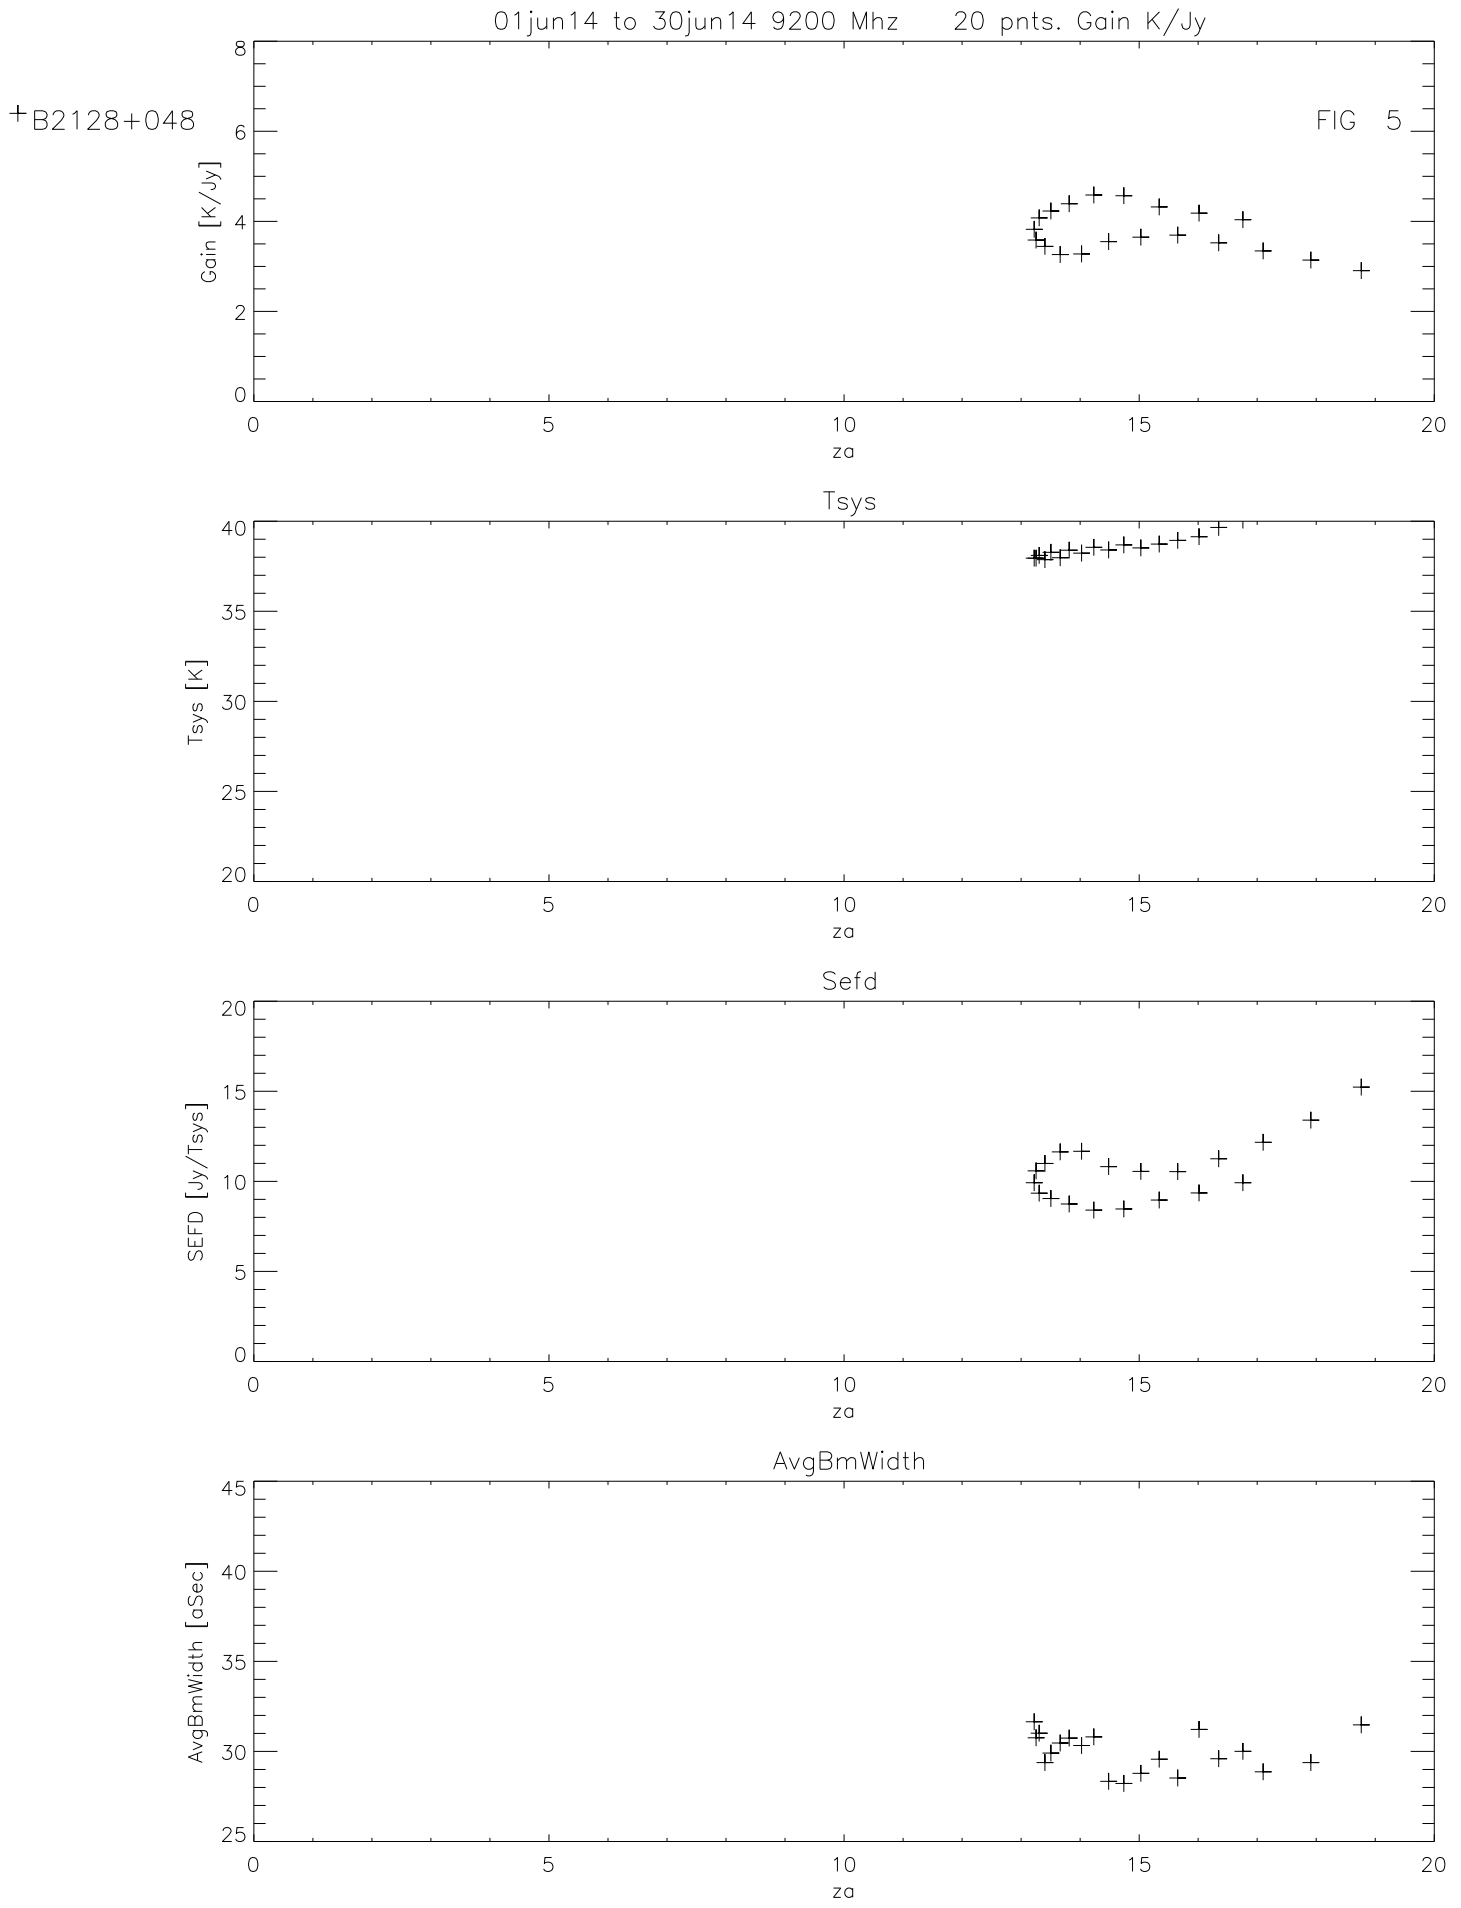 01jun14 to 30jun14 9200 Mhz 20 pnts. Gain K/Jy
+B2128+048
FIG 5
8
6
4
2
0
Gain [K/Jy]
0 5 10 15 20
za
Tsys
40
35
30
25
20
Tsys [K]
0 5 10 15 20
za
Sefd
20
15
10
5
0
SEFD [Jy/Tsys]
0 5 10 15 20
za
AvgBmWidth
45
40
35
30
25
AvgBmWidth [aSec]
0 5 10 15 20
za